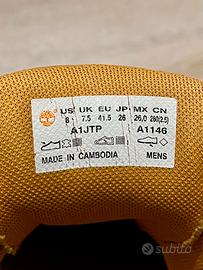 US UK EU JP MX CN
8 7.5 41.5 26 26,0 260(2.5)
A1JTP A1146
MADE IN CAMBODIA MENS
subito